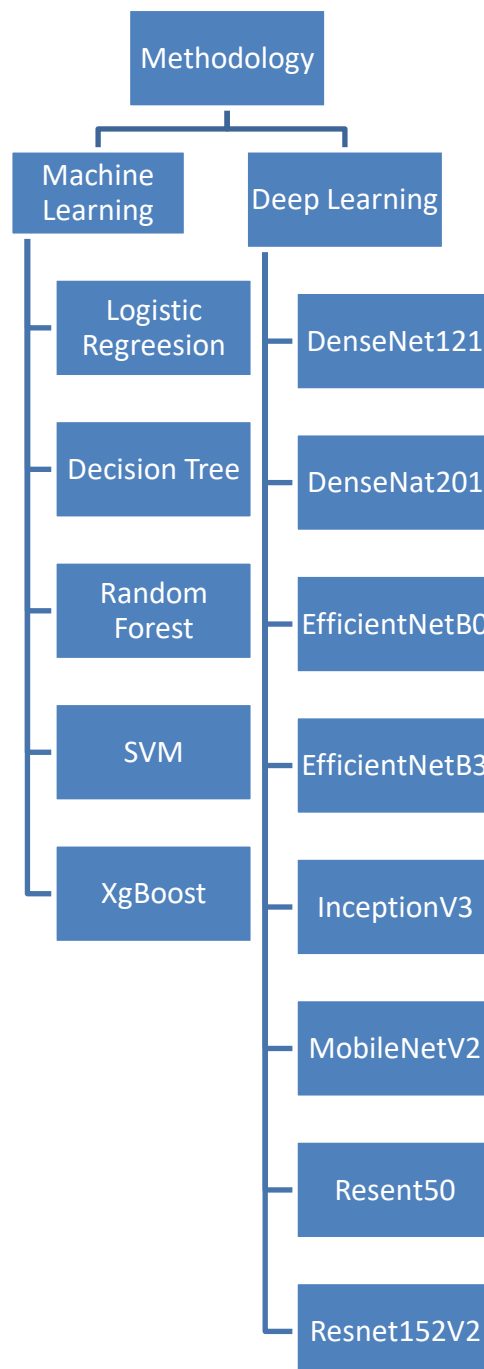 Methodology
Machine
Learning
Logistic
Regreesion
Decision Tree
Random
Forest
SVM
XgBoost
Deep Learning
DenseNet121
DenseNat201
EfficientNetB0
EfficientNetB3
InceptionV3
MobileNetV2
Resent50
Resnet152V2